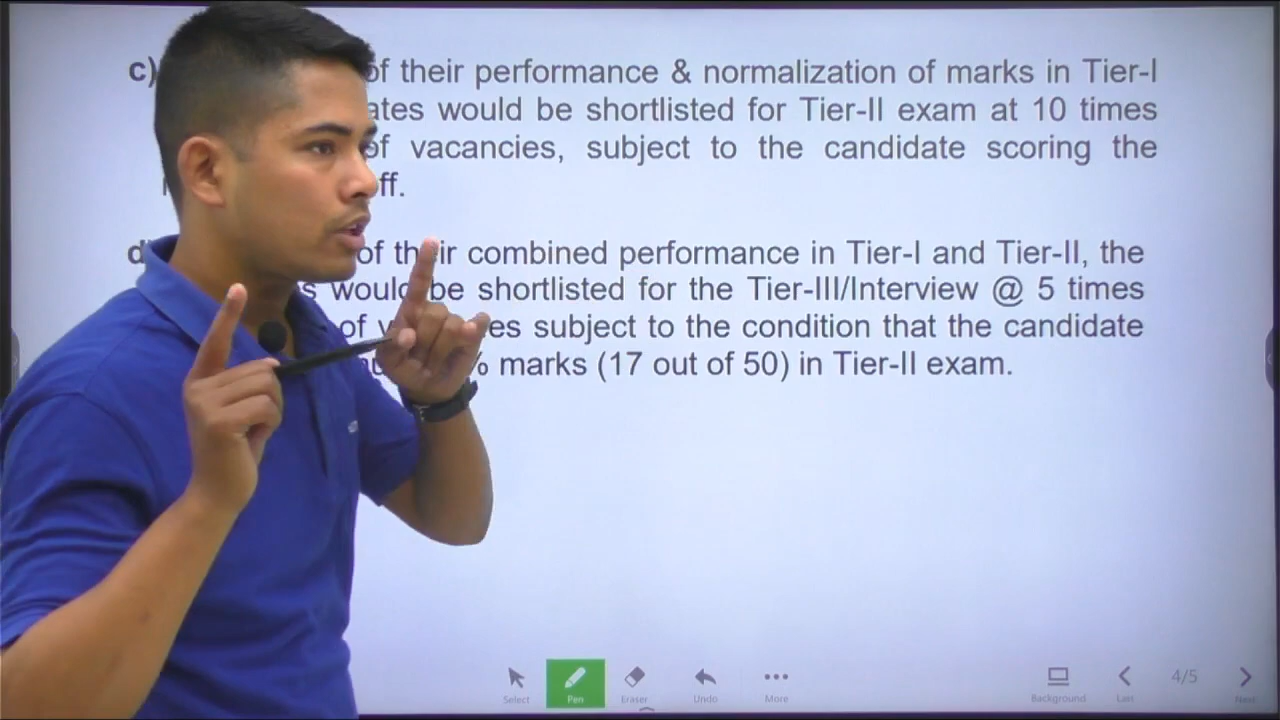 c) of their performance & normalization of marks in Tier-I
would be shortlisted for Tier-II exam at 10 times
of vacancies, subject to the candidate scoring the
d of their combined performance in Tier-I and Tier-II, the
would be shortlisted for the Tier-III/Interview @ 5 times
of subject to the condition that the candidate
% marks (17 out of 50) in Tier-II exam.
Select Pen Eraser Undo More Background Last 4/5 Next